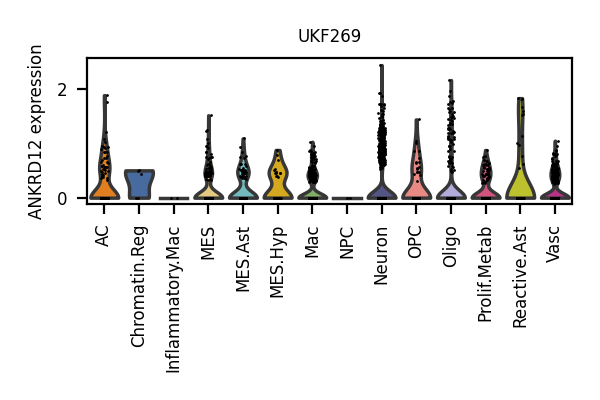 UKF269
ANKRD12 expression
2
0
AC
Chromatin.Reg
Inflammatory.Mac
MES
MES.Ast
MES.Hyp
Mac
NPC
Neuron
OPC
Oligo
Prolif.Metab
Reactive.Ast
Vasc